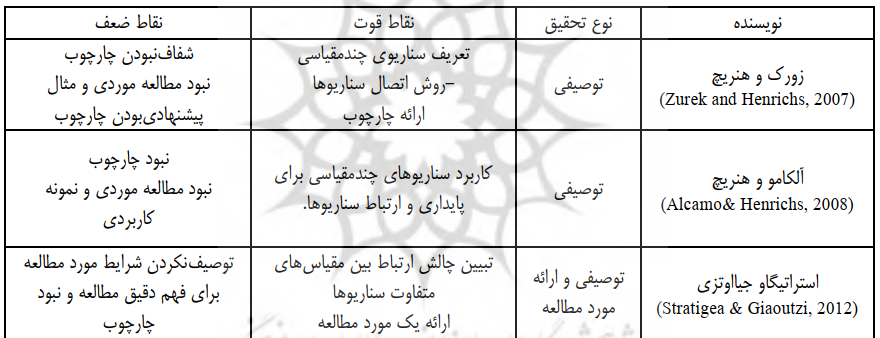 نویسنده
نوع تحقیق
نقاط قوت
نقاط ضعف
زورک و هنریچ
(Zurek and Henrichs, 2007)
توصیفی
تعریف سناریوی چندمقیاسی
–روش اتصال سناریوها
ارائه چارچوب
شفاف‌نبودن چارچوب
نبود مطالعه موردی و مثال
پیشنهادی‌بودن چارچوب
آلکامو و هنریچ
(Alcamo& Henrichs, 2008)
توصیفی
کاربرد سناریوهای چندمقیاسی برای
پایداری و ارتباط سناریوها.
نبود چارچوب
نبود مطالعه موردی و نمونه
کاربردی
استراتیگاو جیااوتزی
(Stratigea & Giaoutzi, 2012)
توصیفی و ارائه
مورد مطالعه
تبیین چالش ارتباط بین مقیاس‌های
متفاوت سناریوها
ارائه یک مورد مطالعه
توصیف‌نکردن شرایط مورد مطالعه
برای فهم دقیق مطالعه و نبود
چارچوب